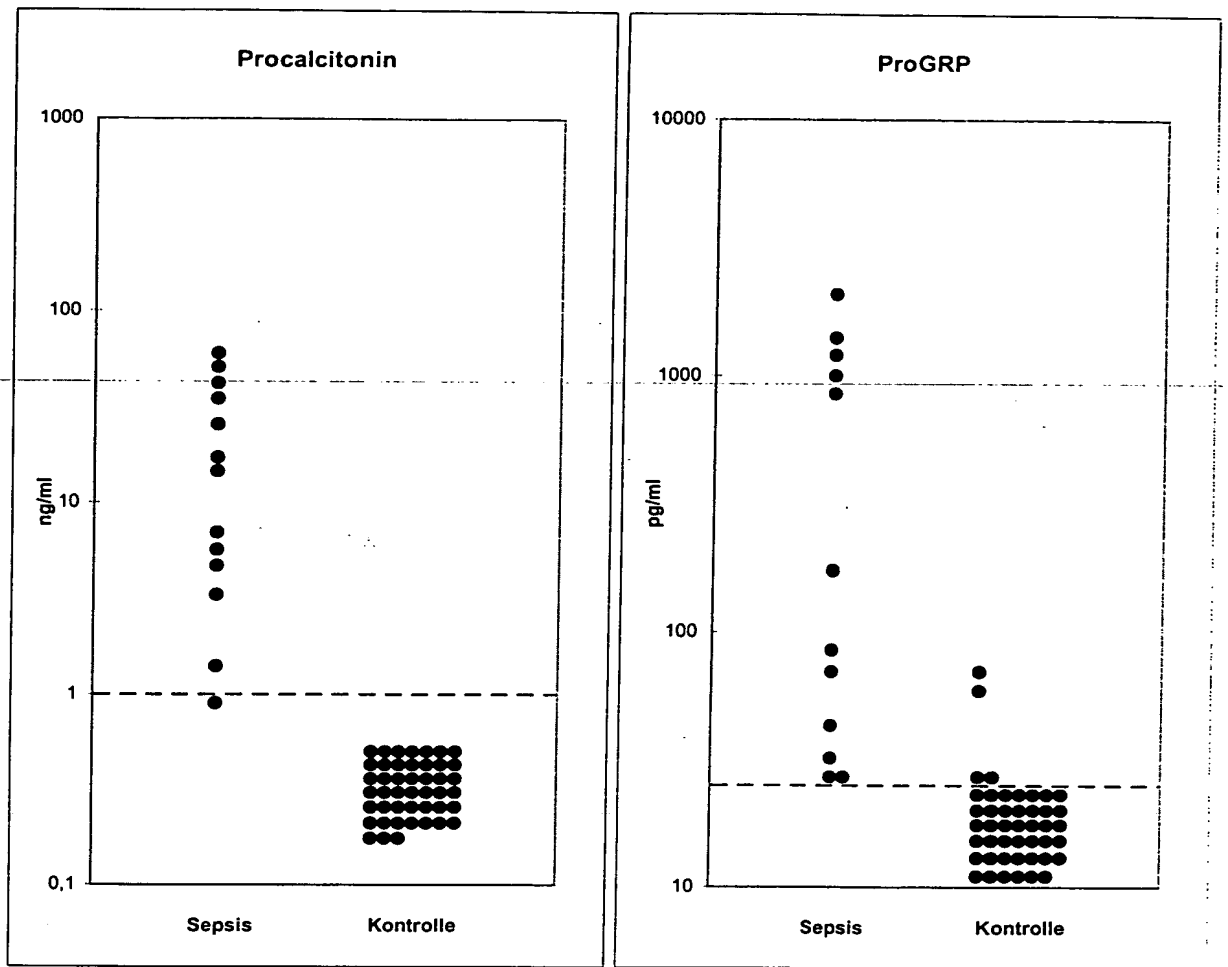 Procalcitonin
1000
100
10
1
0,1
ng/ml
Sepsis Kontrolle
ProGRP
10000
1000
100
10
pg/ml
Sepsis Kontrolle